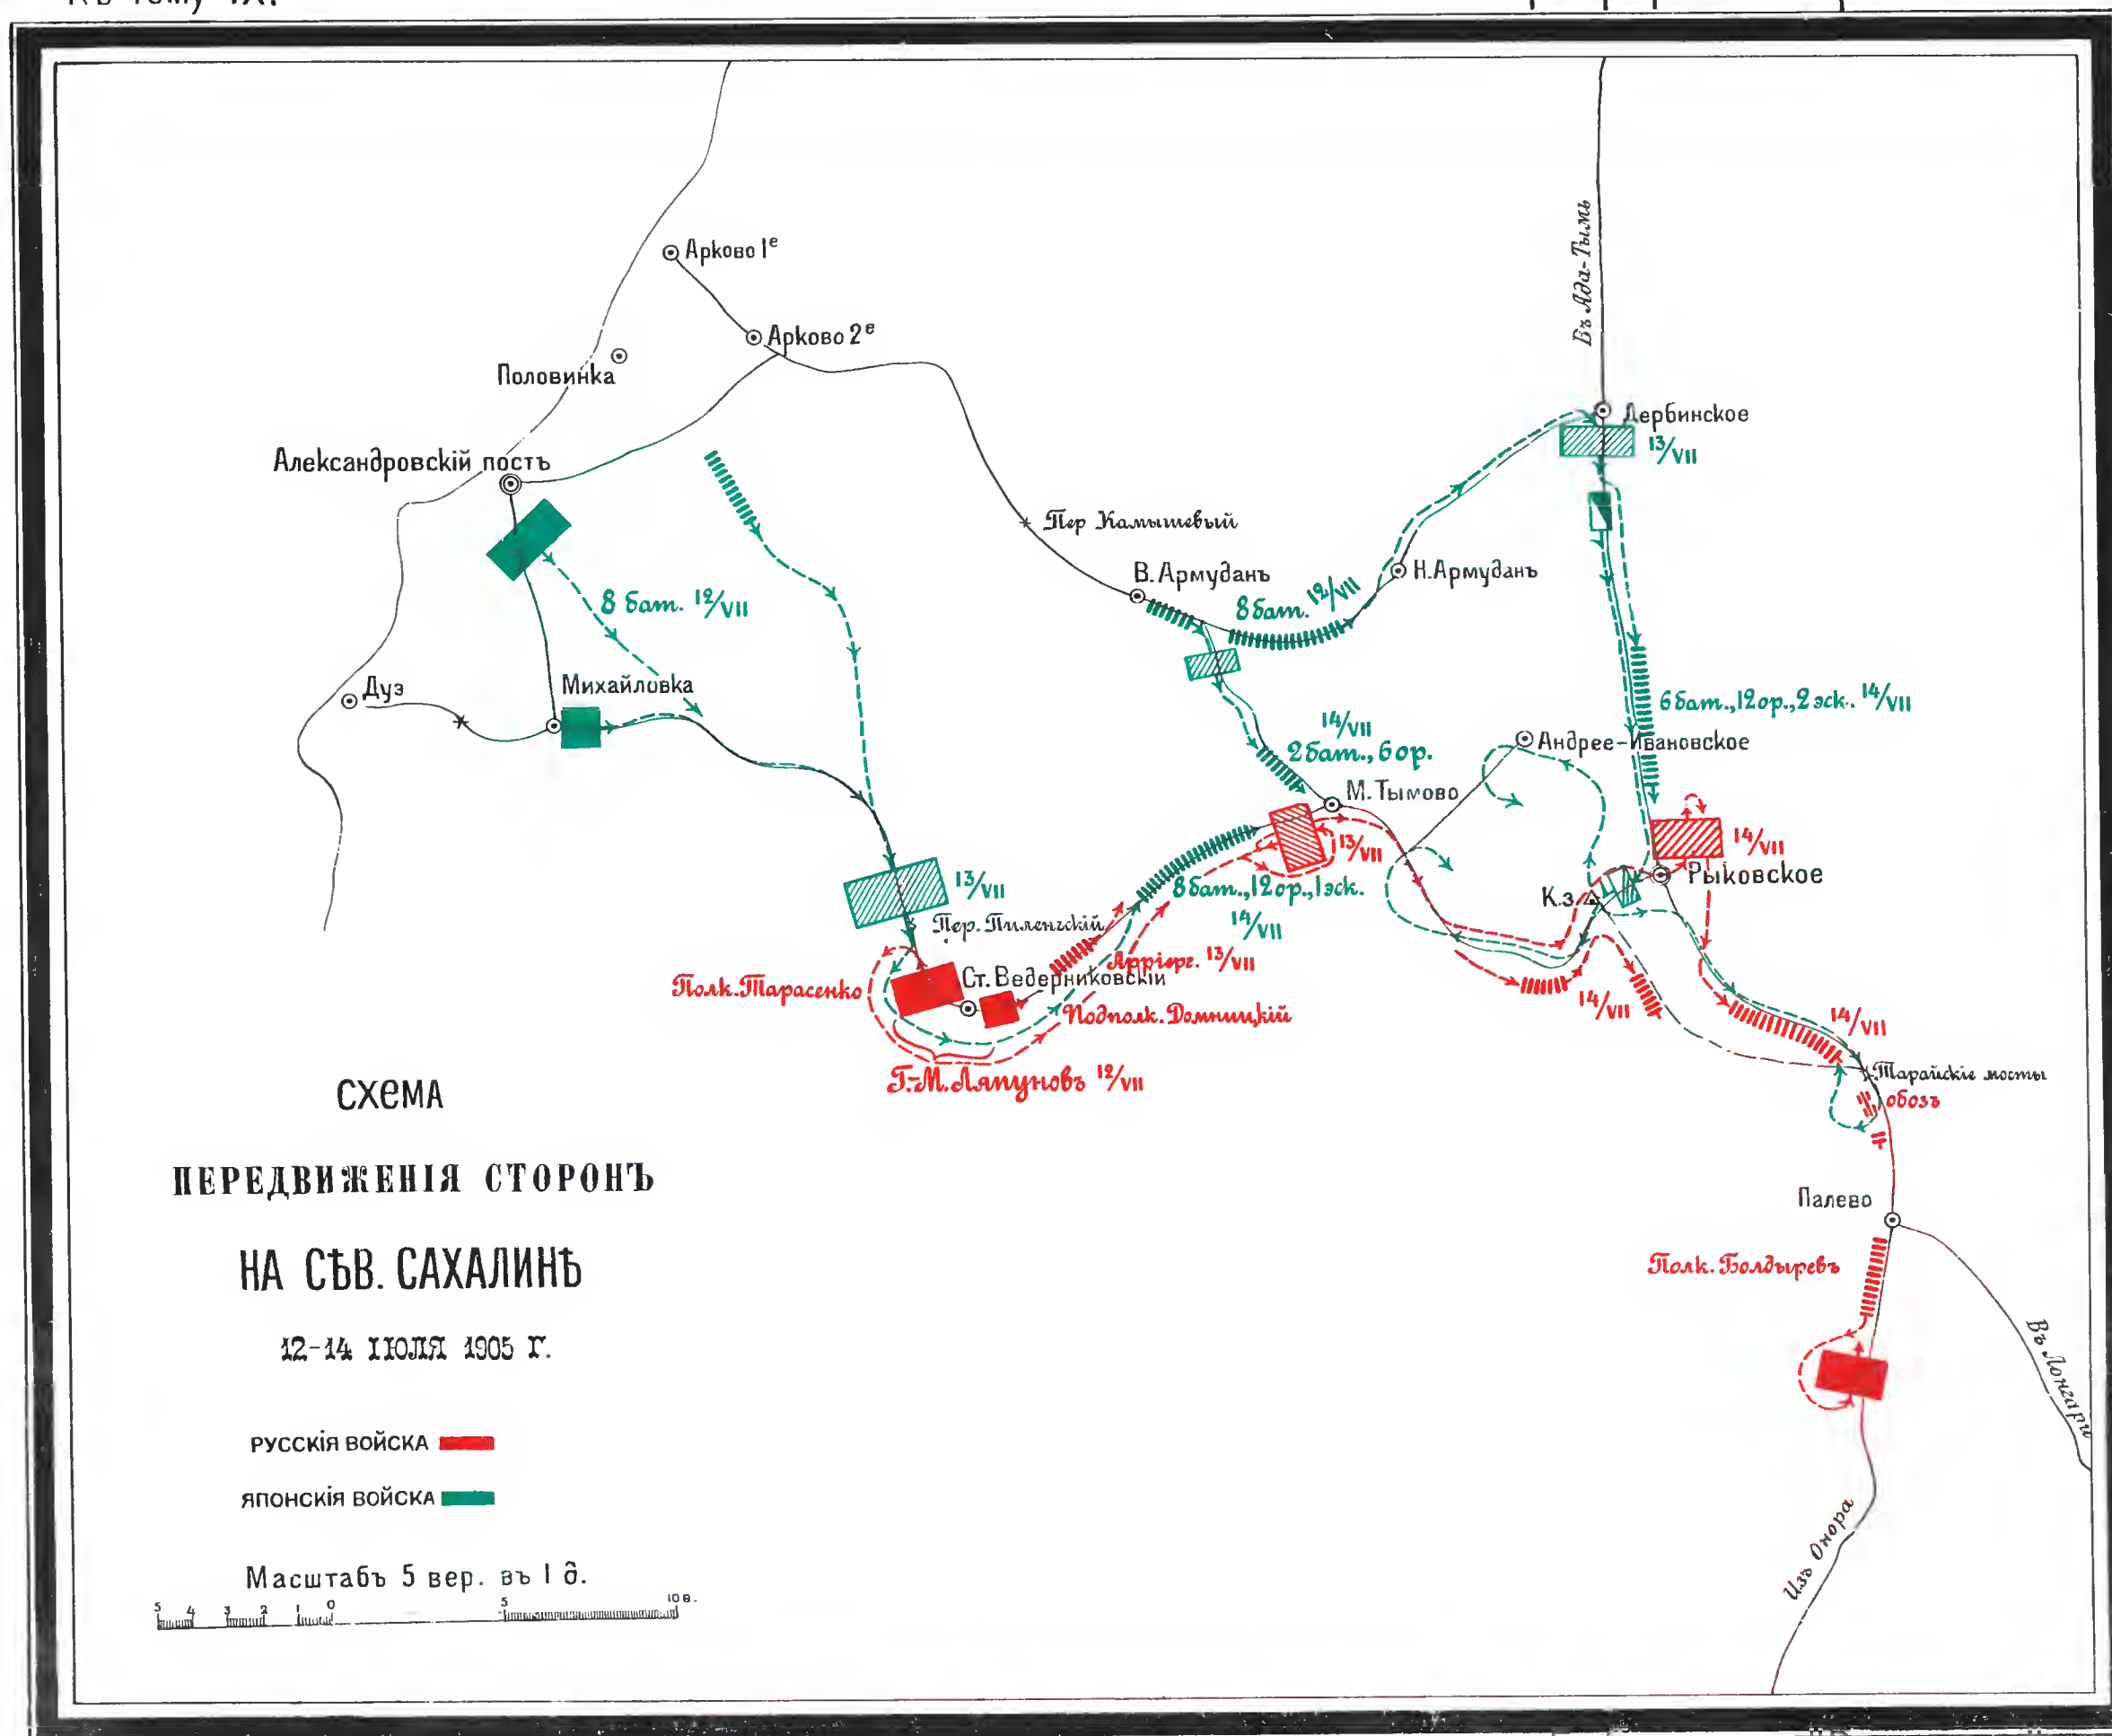 Къ тому IX.
Арково 1е
Арково 2е
Половинка
Александровскій постъ
Въ Ада-Тымь
Дербинское
13/VII
Пер Камышевый
В. Армуданъ
Н. Армуданъ
8 бат. 12/VII
8 бат. 12/VII
Дуэ
Михайловка
6 бат., 12 ор., 2 эск. 14/VII
14/VII
2 бат., 6 ор.
Андрее-Ивановское
М. Тымово
13/VII
14/VII
13/VII
8 бат., 12 ор., 1 эск.
14/VII
Рыковское
К.з.
Пер. Пиленгскій
Арріерг. 13/VII
Полк. Тарасенко
Ст. Ведерниковскій
Подполк. Домницкій
14/VII
14/VII
Г.-М. Ляпуновъ 12/VII
Тарайскіе мосты
обозъ
СХЕМА
ПЕРЕДВИЖЕНІЯ СТОРОНЪ
НА СѢВ. САХАЛИНѢ
12-14 ІЮЛЯ 1905 Г.
Палево
Полк. Болдыревъ
Въ Лонгари
Изъ Онора
РУССКІЯ ВОЙСКА
ЯПОНСКІЯ ВОЙСКА
Масштабъ 5 вер. въ 1 д.
5 4 3 2 1 0 5 10 в.